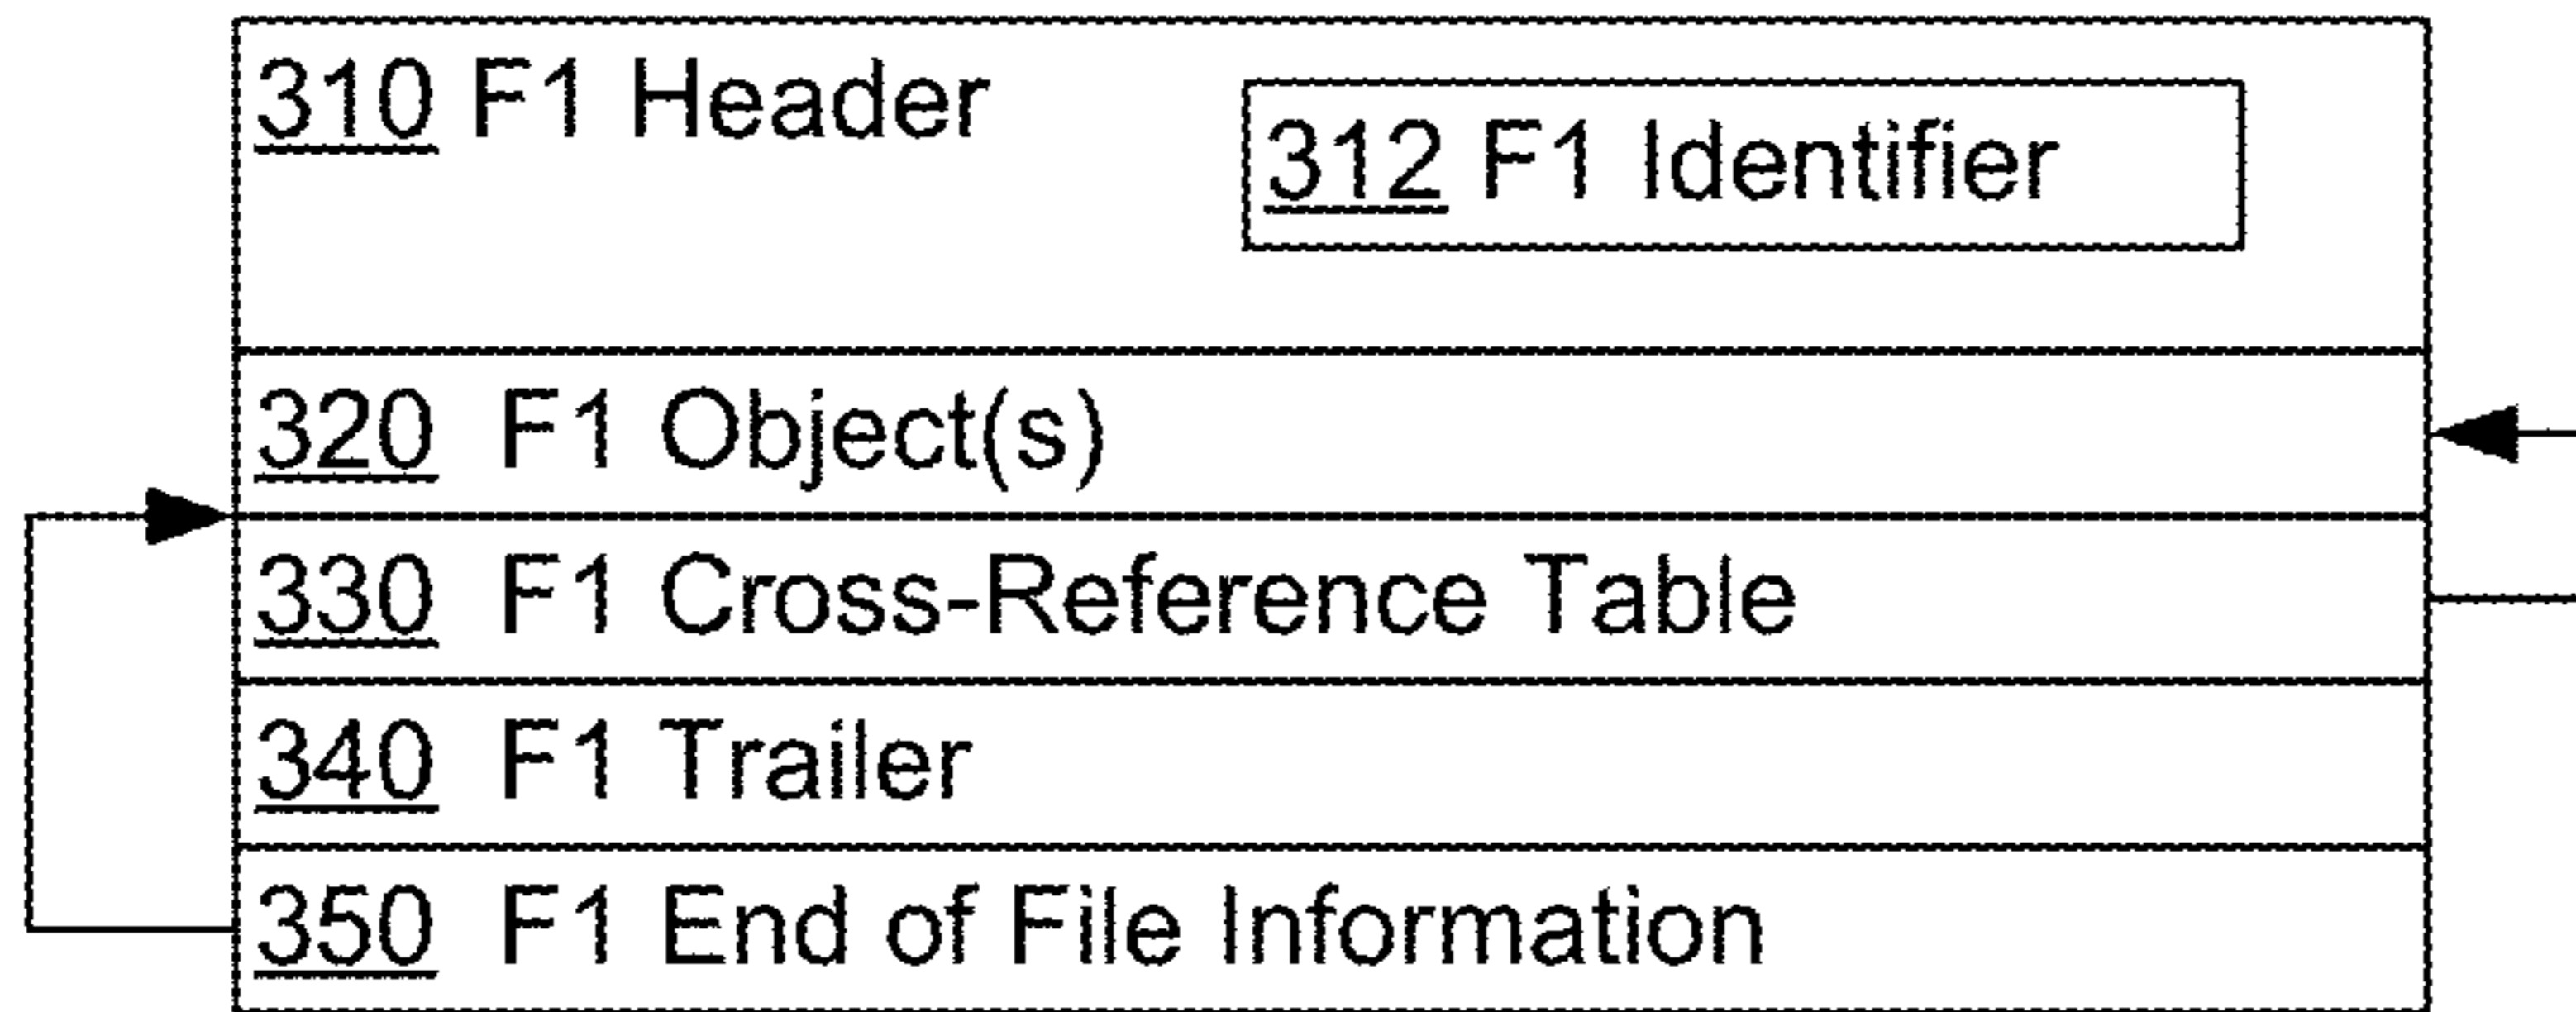 310 F1 Header
312 F1 Identifier
320 F1 Object(s)
330 F1 Cross-Reference Table
340 F1 Trailer
350 F1 End of File Information